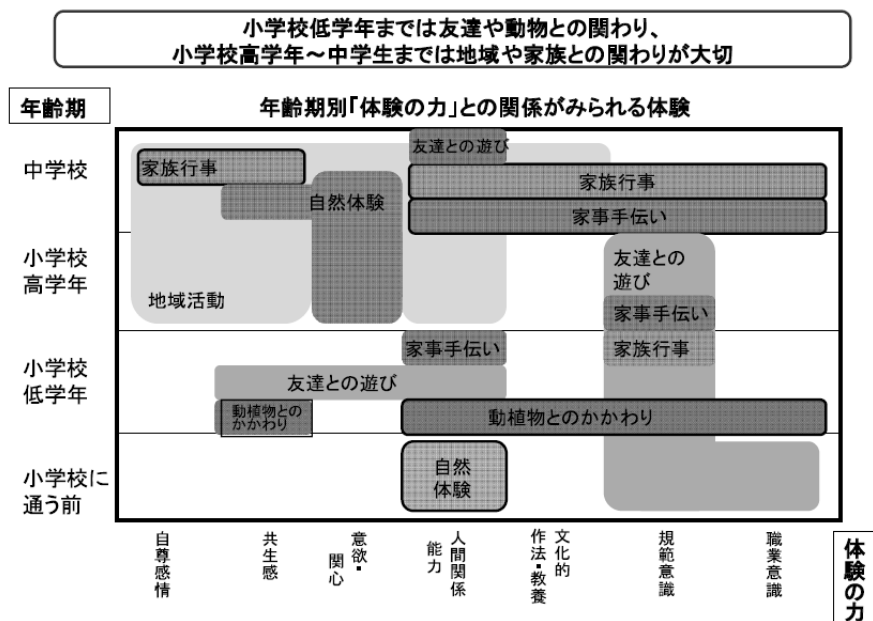 小学校低学年までは友達や動物との関わり、
小学校高学年～中学生までは地域や家族との関わりが大切
年齢期
年齢期別「体験の力」との関係がみられる体験
中学校
友達との遊び
家族行事
家族行事
自然体験
家事手伝い
小学校
高学年
友達との
遊び
地域活動
家事手伝い
小学校
低学年
家事手伝い
家族行事
友達との遊び
動植物との
かかわり
動植物とのかかわり
小学校に
通う前
自然
体験
自尊感情
共生感
意欲・
関心
人間関係
能力
文化的
作法・教養
規範意識
職業意識
体験の力